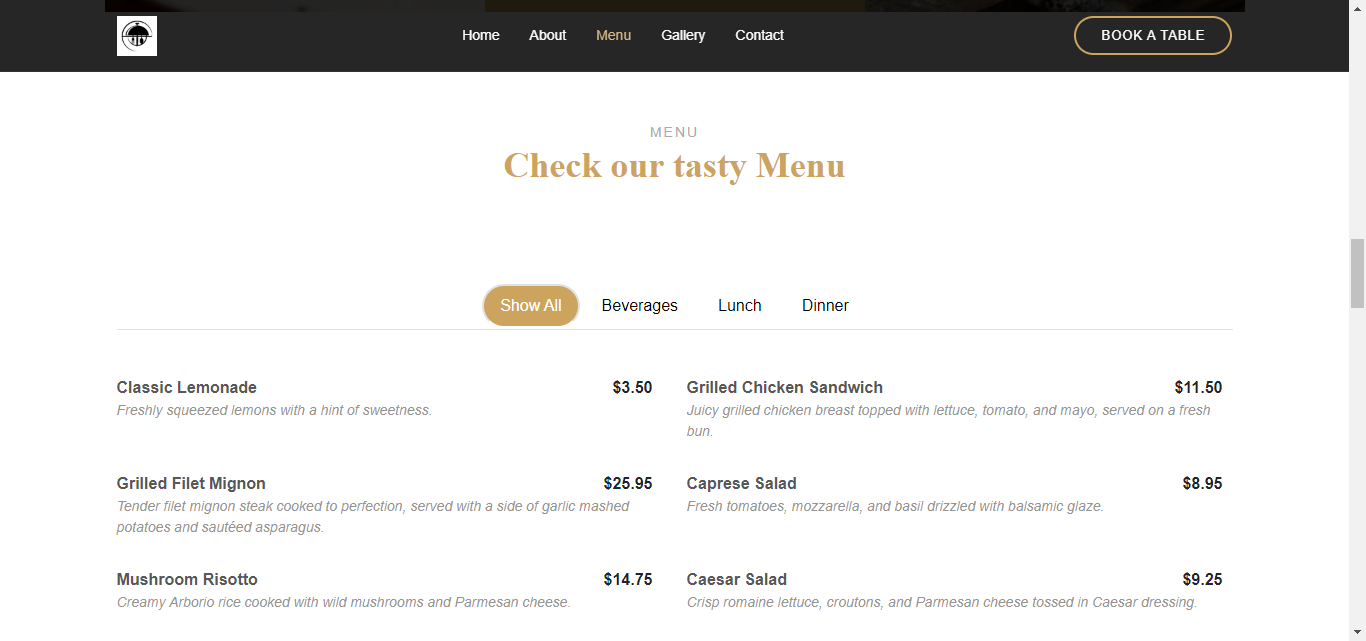 Home About Menu Gallery Contact BOOK A TABLE
MENU
Check our tasty Menu
Show All Beverages Lunch Dinner
Classic Lemonade $3.50
Freshly squeezed lemons with a hint of sweetness.
Grilled Chicken Sandwich $11.50
Juicy grilled chicken breast topped with lettuce, tomato, and mayo, served on a fresh
bun.
Grilled Filet Mignon $25.95
Tender filet mignon steak cooked to perfection, served with a side of garlic mashed
potatoes and sautéed asparagus.
Caprese Salad $8.95
Fresh tomatoes, mozzarella, and basil drizzled with balsamic glaze.
Mushroom Risotto $14.75
Creamy Arborio rice cooked with wild mushrooms and Parmesan cheese.
Caesar Salad $9.25
Crisp romaine lettuce, croutons, and Parmesan cheese tossed in Caesar dressing.